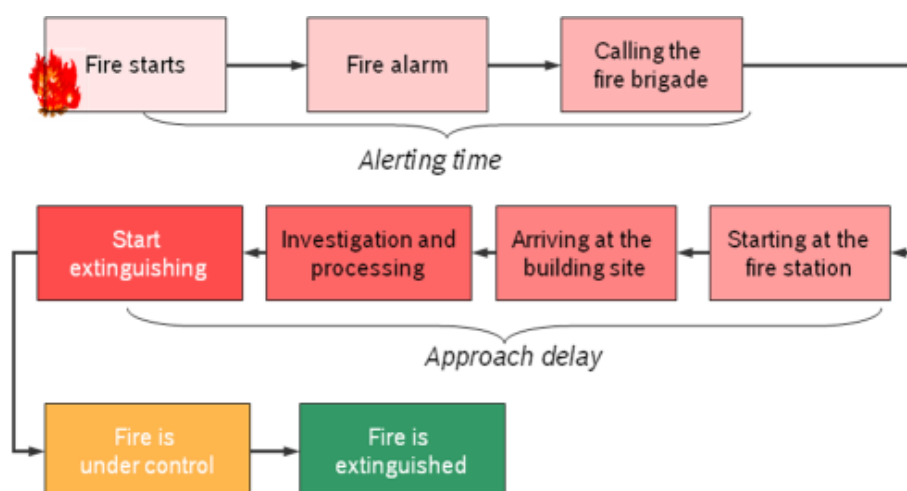 Fire starts
Fire alarm
Calling the
fire brigade
Alerting time
Start
extinguishing
Investigation and
processing
Arriving at the
building site
Starting at the
fire station
Approach delay
Fire is
under control
Fire is
extinguished